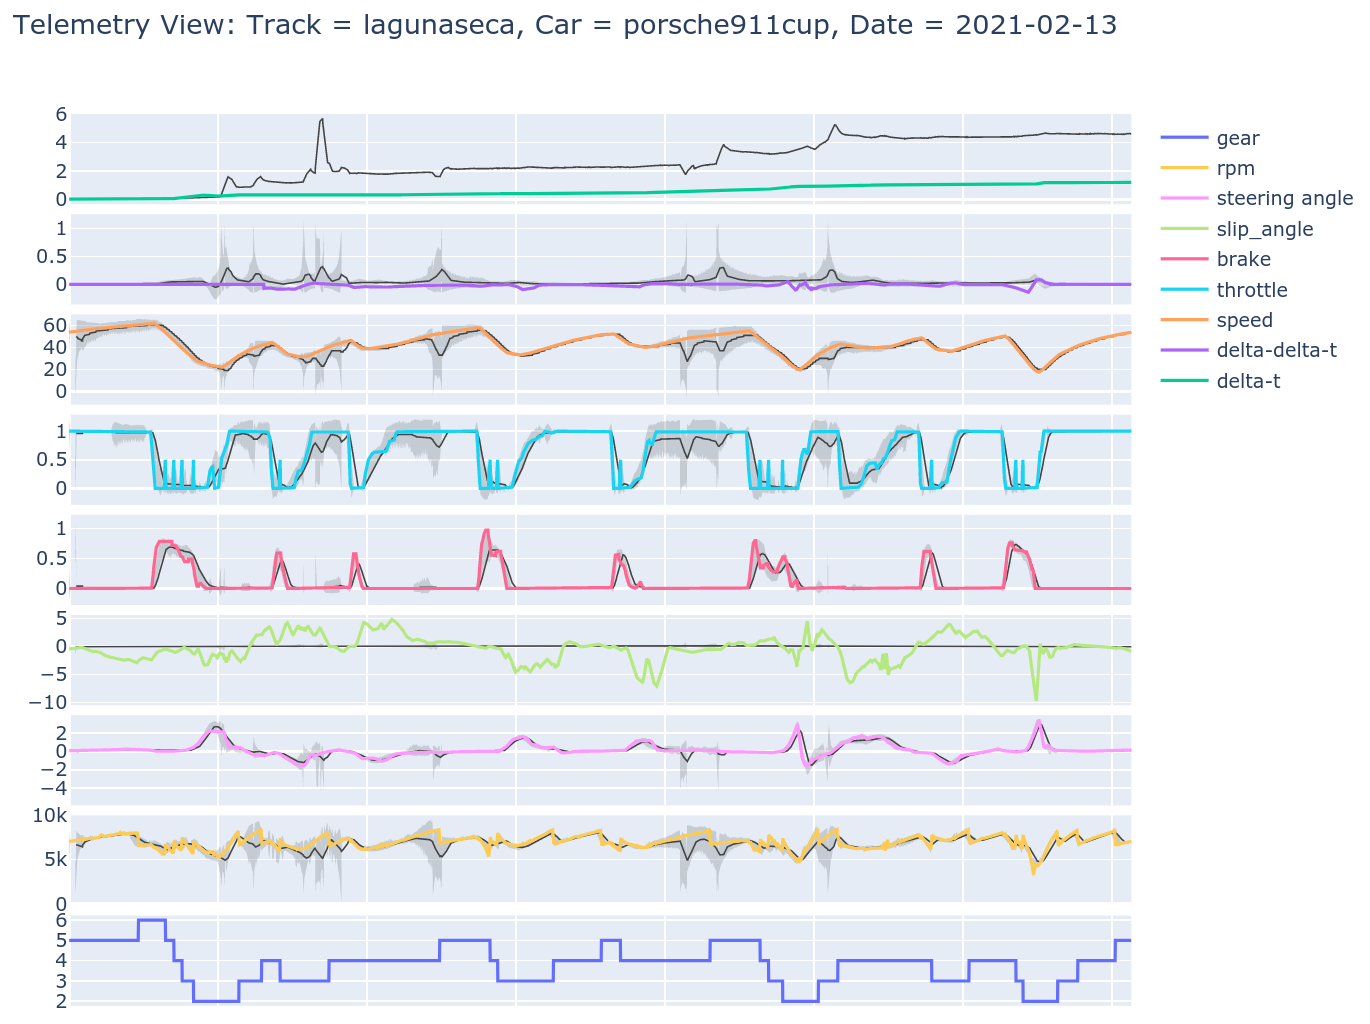 Telemetry View: Track = lagunaseca, Car = porsche911cup, Date = 2021-02-13
6
4
2
0
1
0.5
0
60
40
20
0
1
0.5
0
1
0.5
0
5
0
−5
−10
2
0
−2
−4
10k
5k
0
6
5
4
3
2
gear
rpm
steering angle
slip_angle
brake
throttle
speed
delta-delta-t
delta-t